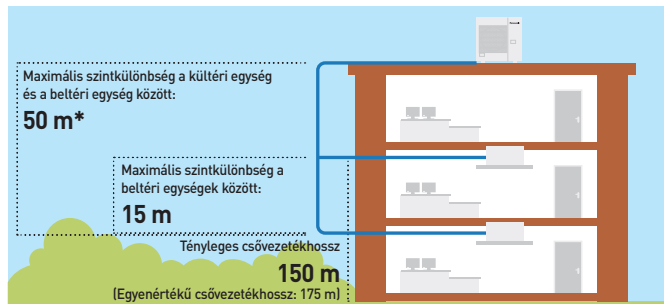 Maximális szintkülönbség a kültéri egység
és a beltéri egység között:
50 m*
Maximális szintkülönbség a
beltéri egységek között:
15 m
Tényleges csővezetékhossz
150 m
(Egyenértékű csővezetékhossz: 175 m)